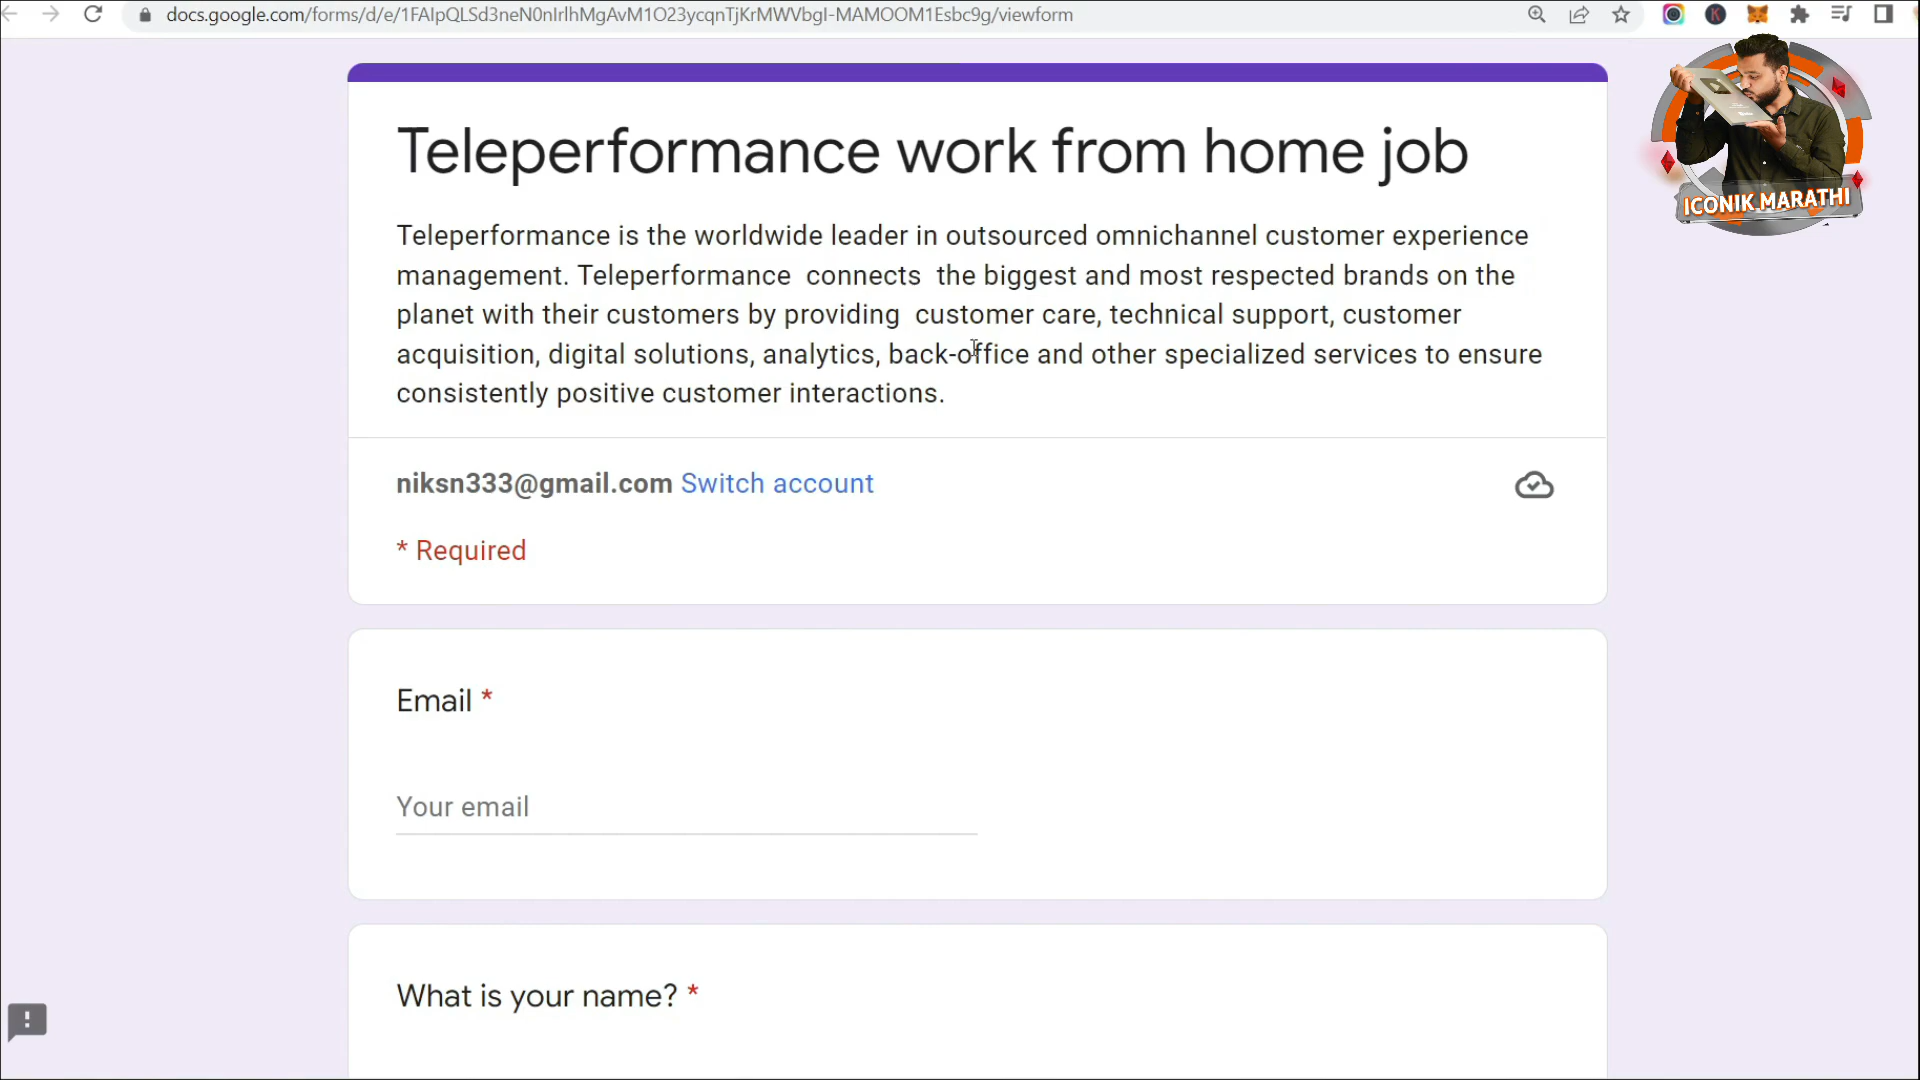 docs.google.com/forms/d/e/1FAIpQLSd3neN0nIrlhMgAvM1O23ycqnTjKrMWVbgI-MAMOOM1Esbc9g/viewform
Teleperformance work from home job
Teleperformance is the worldwide leader in outsourced omnichannel customer experience
management. Teleperformance  connects  the biggest and most respected brands on the
planet with their customers by providing  customer care, technical support, customer
acquisition, digital solutions, analytics, back-office and other specialized services to ensure
consistently positive customer interactions.
niksn333@gmail.com Switch account
* Required
Email *
Your email
What is your name? *
ICONIK MARATHI